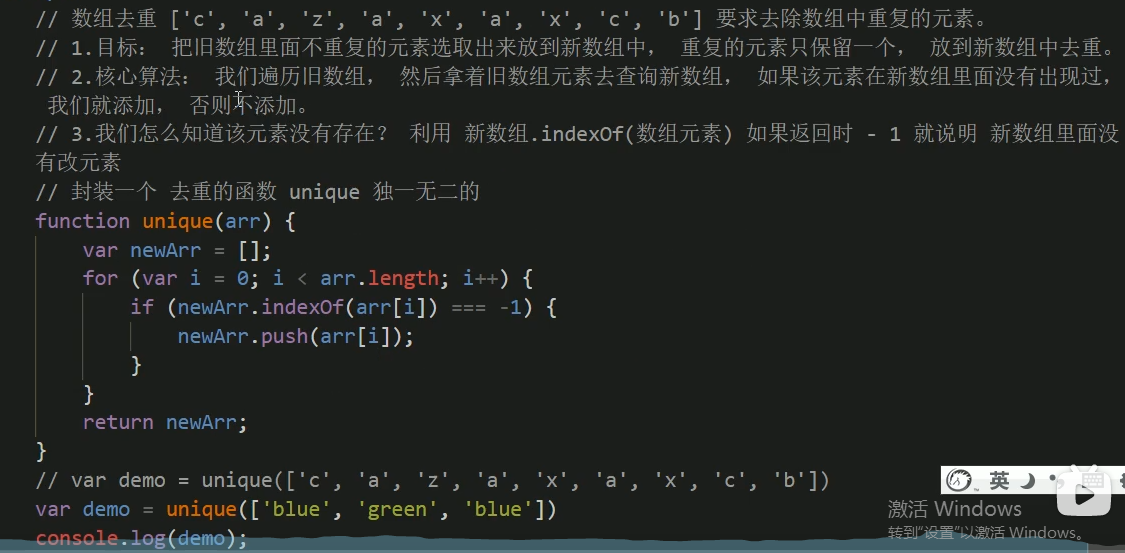 // 数组去重 ['c', 'a', 'z', 'a', 'x', 'a', 'x', 'c', 'b'] 要求去除数组中重复的元素。
// 1.目标： 把旧数组里面不重复的元素选取出来放到新数组中， 重复的元素只保留一个， 放到新数组中去重。
// 2.核心算法： 我们遍历旧数组， 然后拿着旧数组元素去查询新数组， 如果该元素在新数组里面没有出现过，
我们就添加， 否则不添加。
// 3.我们怎么知道该元素没有存在？ 利用 新数组.indexOf(数组元素) 如果返回时 - 1 就说明 新数组里面没
有改元素
// 封装一个 去重的函数 unique 独一无二的
function unique(arr) {
    var newArr = [];
    for (var i = 0; i < arr.length; i++) {
        if (newArr.indexOf(arr[i]) === -1) {
            newArr.push(arr[i]);
        }
    }
    return newArr;
}
// var demo = unique(['c', 'a', 'z', 'a', 'x', 'a', 'x', 'c', 'b'])
var demo = unique(['blue', 'green', 'blue'])
console.log(demo);
英
激活 Windows
转到"设置"以激活 Windows。